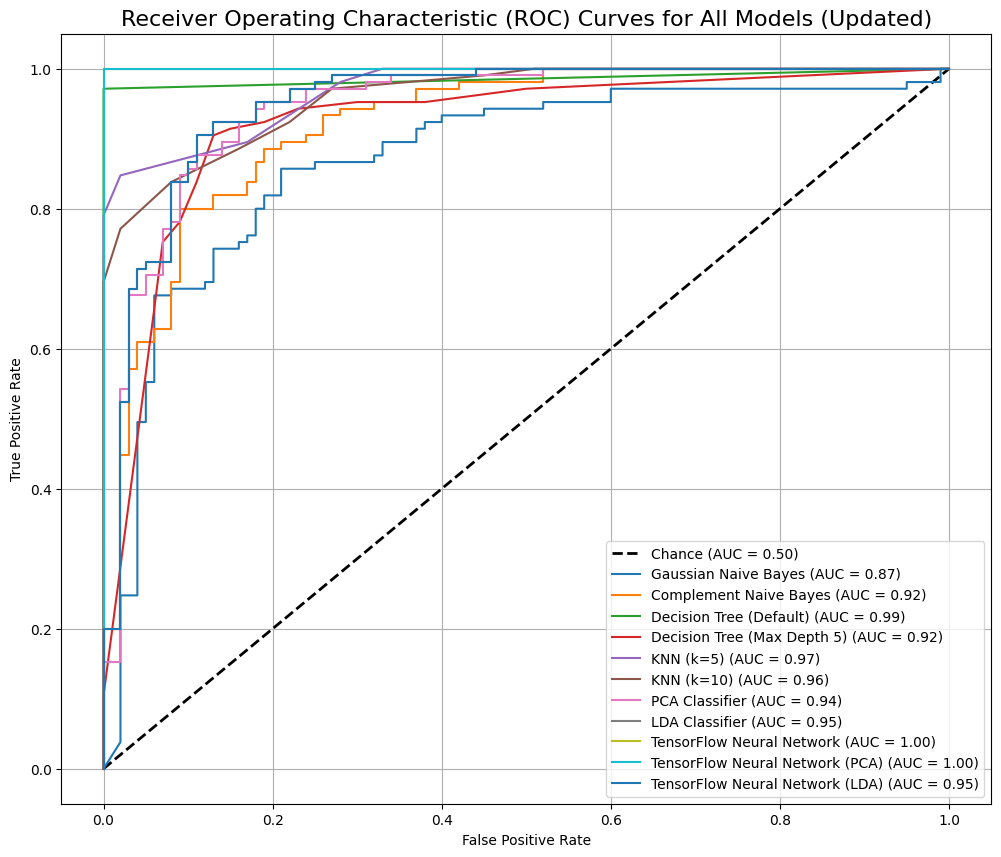 Receiver Operating Characteristic (ROC) Curves for All Models (Updated)
True Positive Rate
1.0
0.8
0.6
0.4
0.2
0.0
Chance (AUC = 0.50)
Gaussian Naive Bayes (AUC = 0.87)
Complement Naive Bayes (AUC = 0.92)
Decision Tree (Default) (AUC = 0.99)
Decision Tree (Max Depth 5) (AUC = 0.92)
KNN (k=5) (AUC = 0.97)
KNN (k=10) (AUC = 0.96)
PCA Classifier (AUC = 0.94)
LDA Classifier (AUC = 0.95)
TensorFlow Neural Network (AUC = 1.00)
TensorFlow Neural Network (PCA) (AUC = 1.00)
TensorFlow Neural Network (LDA) (AUC = 0.95)
0.0 0.2 0.4 0.6 0.8 1.0
False Positive Rate